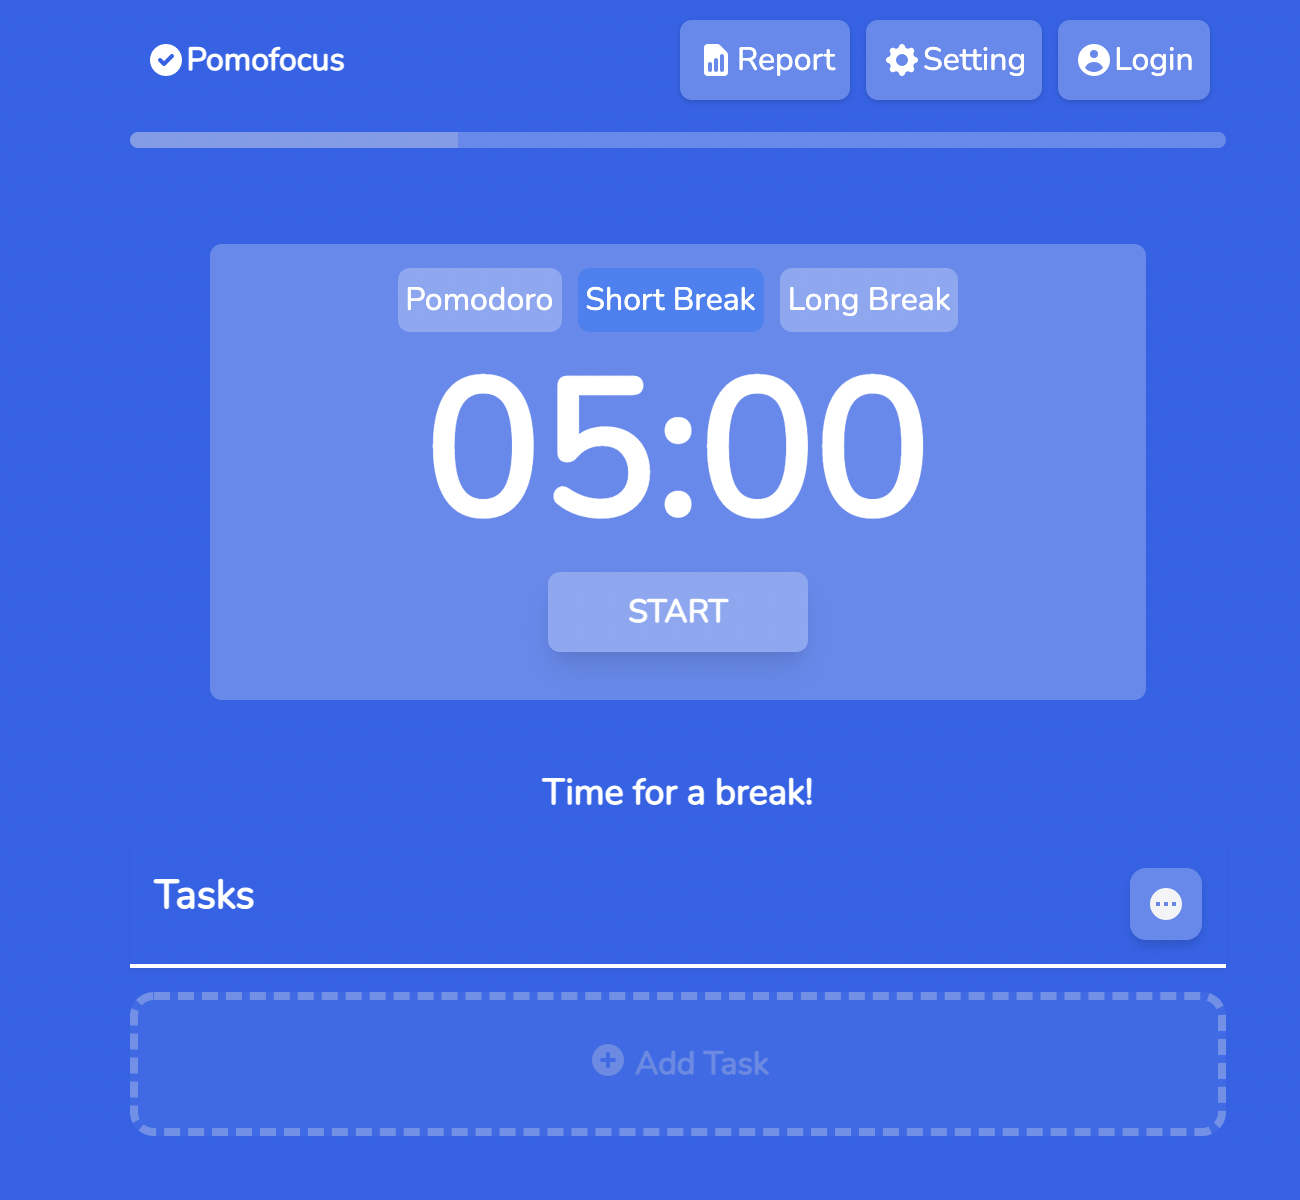 Pomofocus Report Setting Login
Pomodoro Short Break Long Break
05:00
START
Time for a break!
Tasks
Add Task